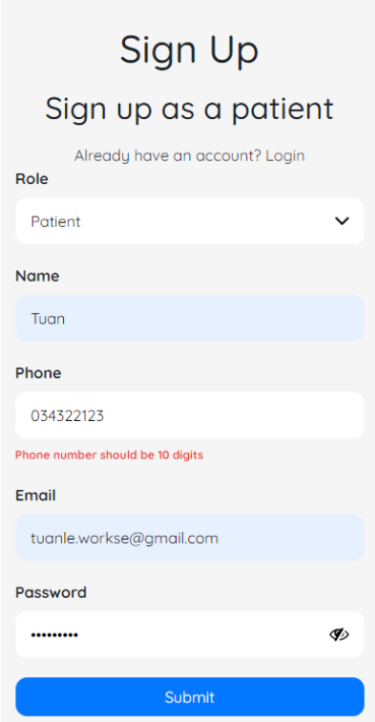 Sign Up
Sign up as a patient
Already have an account? Login
Role
Patient
Name
Tuan
Phone
034322123
Phone number should be 10 digits
Email
tuanle.workse@gmail.com
Password
•••••••••
Submit